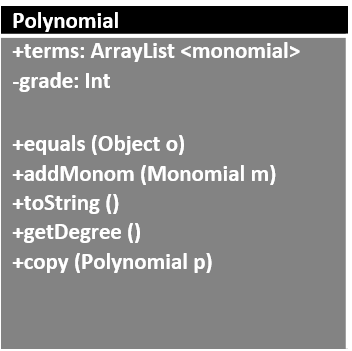 Polynomial
+terms: ArrayList <monomial>
-grade: Int
+equals (Object o)
+addMonom (Monomial m)
+toString ()
+getDegree ()
+copy (Polynomial p)